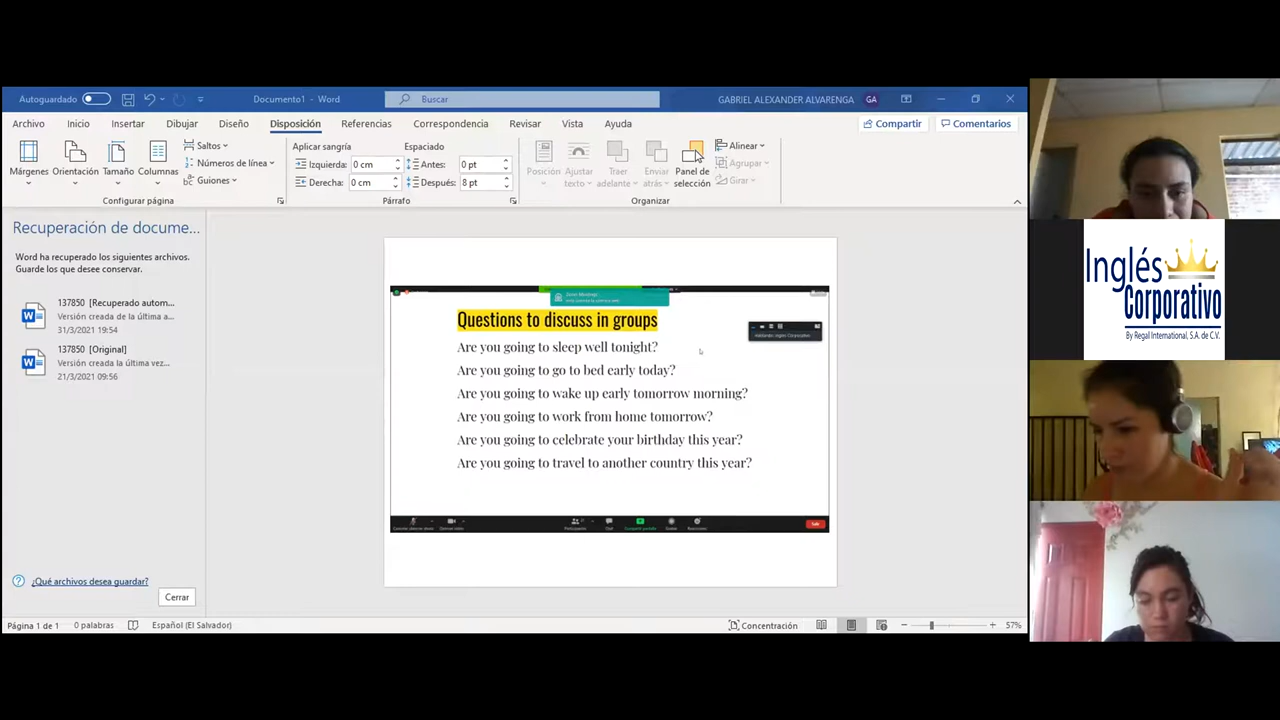 Autoguardado
Documento1 - Word
Buscar
GABRIEL ALEXANDER ALVARENGA GA
Archivo Inicio Insertar Dibujar Diseño Disposición Referencias Correspondencia Revisar Vista Ayuda
Compartir Comentarios
Márgenes Orientación Tamaño Columnas
Saltos
Números de línea
Guiones
Configurar página
Aplicar sangría Espaciado
Izquierda: 0 cm Antes: 0 pt
Derecha: 0 cm Después: 8 pt
Párrafo
Posición Ajustar texto Traer adelante Enviar atrás Panel de selección
Alinear
Agrupar
Girar
Organizar
Recuperación de docume...
Word ha recuperado los siguientes archivos.
Guarde los que desee conservar.
137850 [Recuperado autom...
Versión creada de la última a...
31/3/2021 19:54
137850 [Original]
Versión creada la última vez...
21/3/2021 09:56
¿Qué archivos desea guardar?
Cerrar
Questions to discuss in groups
Are you going to sleep well tonight?
Are you going to go to bed early today?
Are you going to wake up early tomorrow morning?
Are you going to work from home tomorrow?
Are you going to celebrate your birthday this year?
Are you going to travel to another country this year?
Página 1 de 1 0 palabras Español (El Salvador)
Concentración 57%
Inglés
Corporativo
By Regal International, S.A. de C.V.